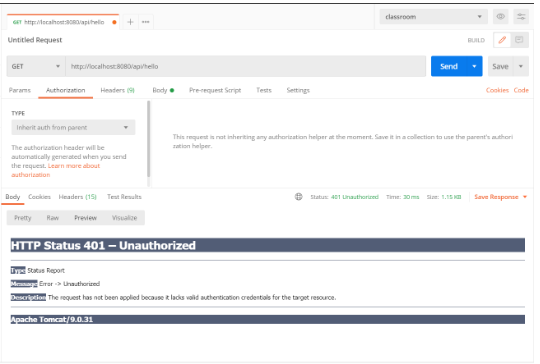 GET http://localhost:8080/api/hello
classroom
Untitled Request
BUILD
GET http://localhost:8080/api/hello Send Save
Params Authorization Headers (9) Body Pre-request Script Tests Settings Cookies Code
TYPE
Inherit auth from parent
The authorization header will be
automatically generated when you send
the request. Learn more about
authorization
This request is not inheriting any authorization helper at the moment. Save it in a collection to use the parent's authori
zation helper.
Body Cookies Headers (15) Test Results Status: 401 Unauthorized Time: 30 ms Size: 1.15 KB Save Response
Pretty Raw Preview Visualize
HTTP Status 401 – Unauthorized
Type Status Report
Message Error -> Unauthorized
Description The request has not been applied because it lacks valid authentication credentials for the target resource.
Apache Tomcat/9.0.31